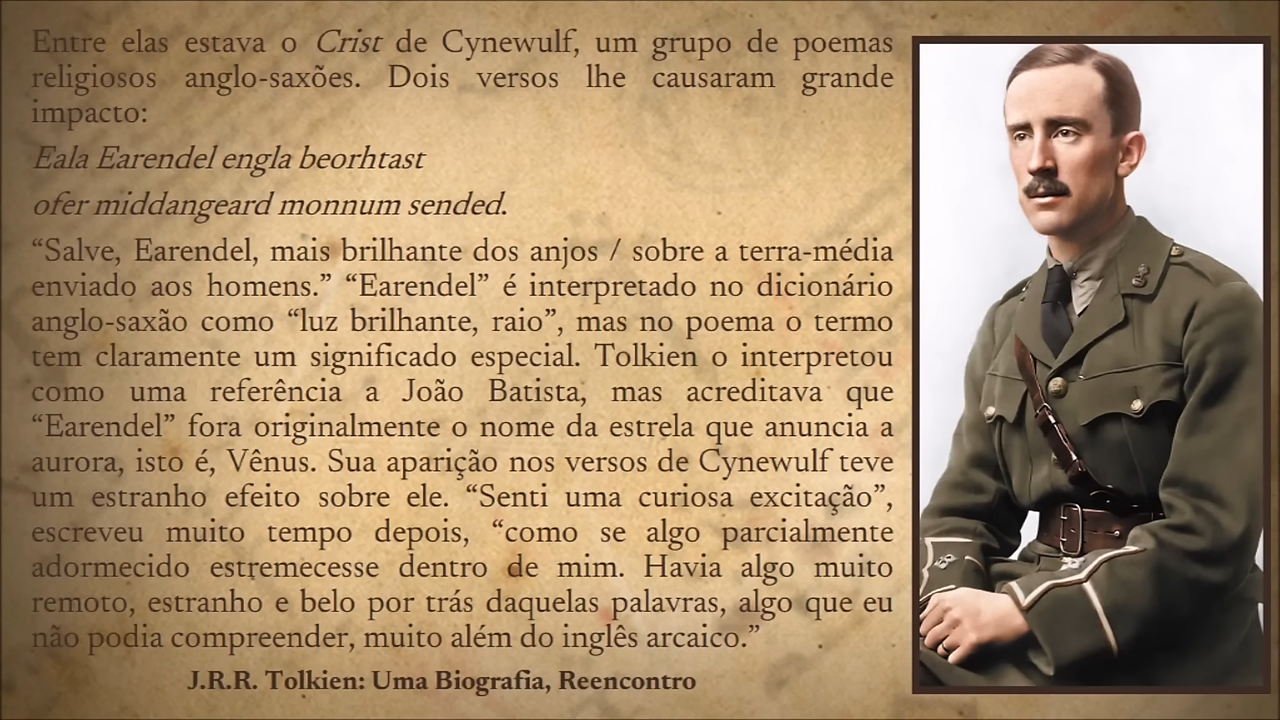 Entre elas estava o Crist de Cynewulf, um grupo de poemas
religiosos anglo-saxões. Dois versos lhe causaram grande
impacto:
Eala Earendel engla beorhtast
ofer middangeard monnum sended.
“Salve, Earendel, mais brilhante dos anjos / sobre a terra-média
enviado aos homens.” “Earendel” é interpretado no dicionário
anglo-saxão como “luz brilhante, raio”, mas no poema o termo
tem claramente um significado especial. Tolkien o interpretou
como uma referência a João Batista, mas acreditava que
“Earendel” fora originalmente o nome da estrela que anuncia a
aurora, isto é, Vênus. Sua aparição nos versos de Cynewulf teve
um estranho efeito sobre ele. “Senti uma curiosa excitação”,
escreveu muito tempo depois, “como se algo parcialmente
adormecido estremecesse dentro de mim. Havia algo muito
remoto, estranho e belo por trás daquelas palavras, algo que eu
não podia compreender, muito além do inglês arcaico.”
J.R.R. Tolkien: Uma Biografia, Reencontro